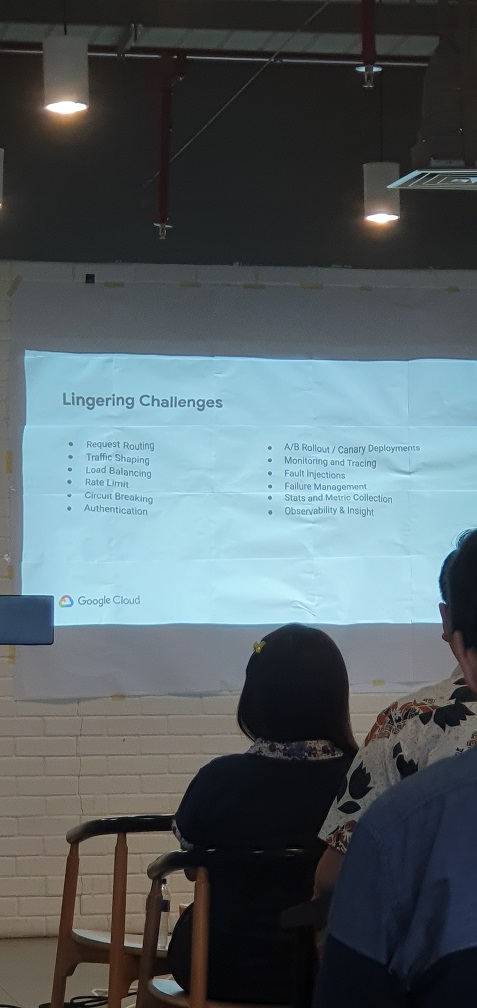 Lingering Challenges
• Request Routing
• Traffic Shaping
• Load Balancing
• Rate Limit
• Circuit Breaking
• Authentication
• A/B Rollout / Canary Deployments
• Monitoring and Tracing
• Fault Injections
• Failure Management
• Stats and Metric Collection
• Observability & Insight
Google Cloud